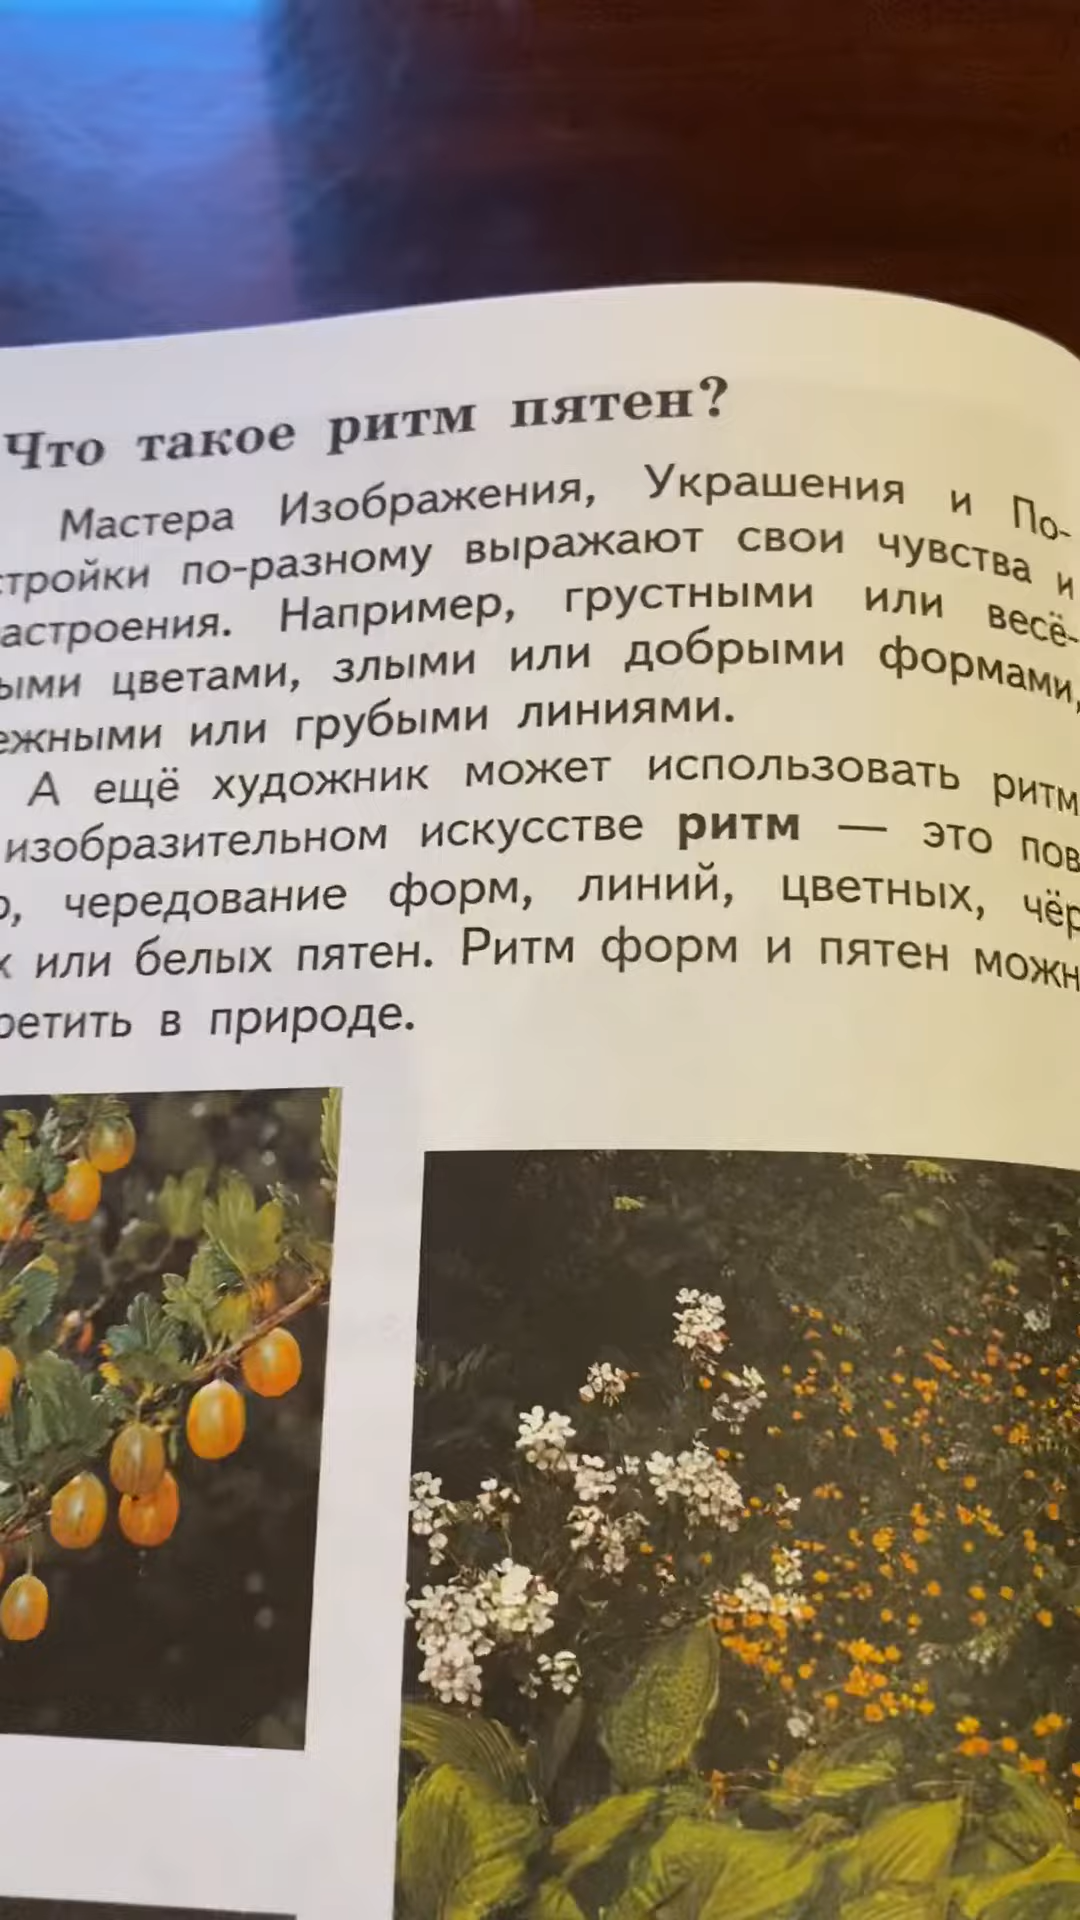 Что такое ритм пятен?
Мастера Изображения, Украшения и По-
стройки по-разному выражают свои чувства и
астроения. Например, грустными или весё-
ыми цветами, злыми или добрыми формами,
ежными или грубыми линиями.
А ещё художник может использовать ритм
изобразительном искусстве ритм — это пов
о, чередование форм, линий, цветных, чёр
х или белых пятен. Ритм форм и пятен можн
ретить в природе.